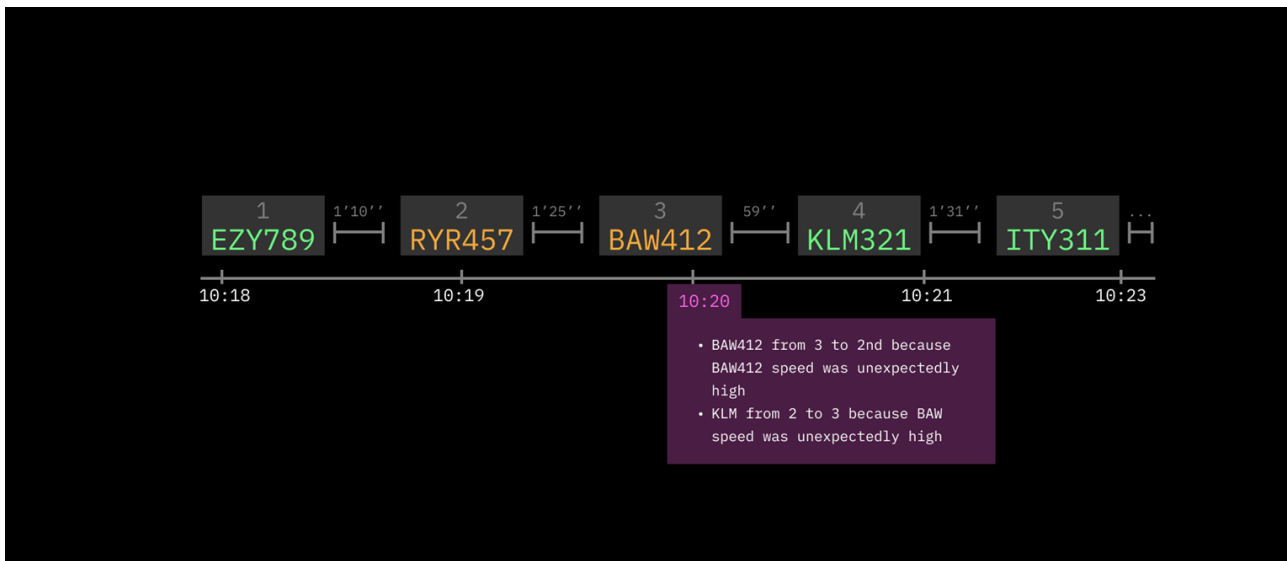 1
EZY789
1’10’’
2
RYR457
1’25’’
3
BAW412
59’’
4
KLM321
1’31’’
5
ITY311
...
10:18
10:19
10:20
10:21
10:23
• BAW412 from 3 to 2nd because
BAW412 speed was unexpectedly
high
• KLM from 2 to 3 because BAW
speed was unexpectedly high